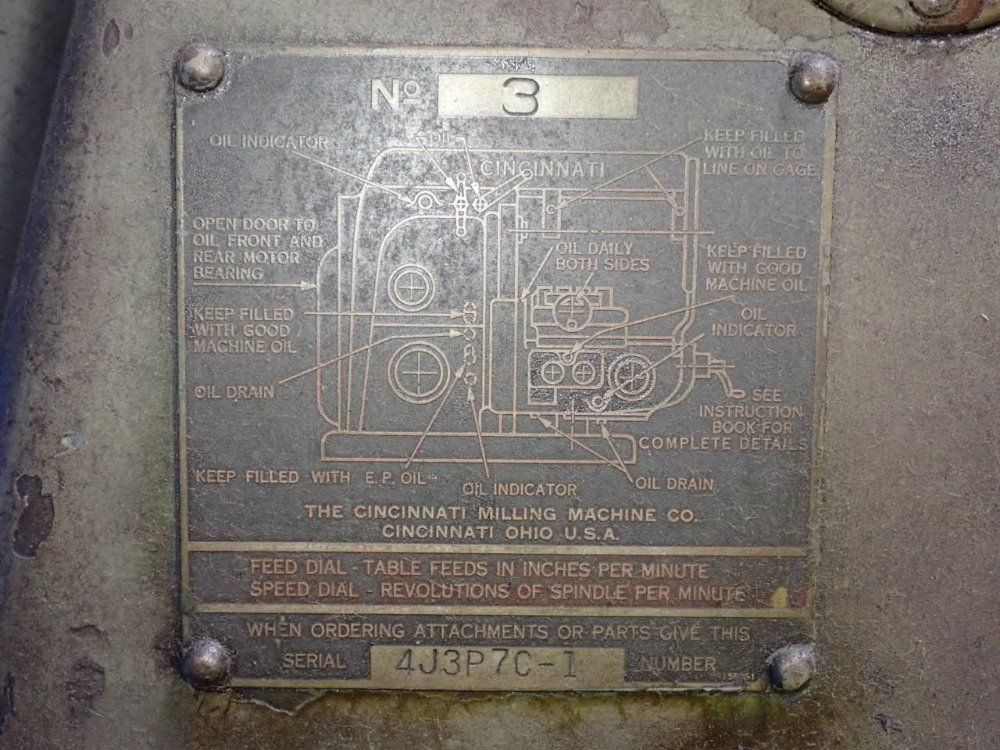 No 3
OIL INDICATOR
OIL
CINCINNATI
KEEP FILLED
WITH OIL TO
LINE ON GAGE
OPEN DOOR TO
OIL FRONT AND
REAR MOTOR
BEARING
OIL DAILY
BOTH SIDES
KEEP FILLED
WITH GOOD
MACHINE OIL
KEEP FILLED
WITH GOOD
MACHINE OIL
OIL
INDICATOR
OIL DRAIN
SEE
INSTRUCTION
BOOK FOR
COMPLETE DETAILS
KEEP FILLED WITH E.P. OIL
OIL INDICATOR
OIL DRAIN
THE CINCINNATI MILLING MACHINE CO.
CINCINNATI OHIO U.S.A.
FEED DIAL - TABLE FEEDS IN INCHES PER MINUTE
SPEED DIAL - REVOLUTIONS OF SPINDLE PER MINUTE
WHEN ORDERING ATTACHMENTS OR PARTS GIVE THIS
SERIAL 4J3P7C-1 NUMBER